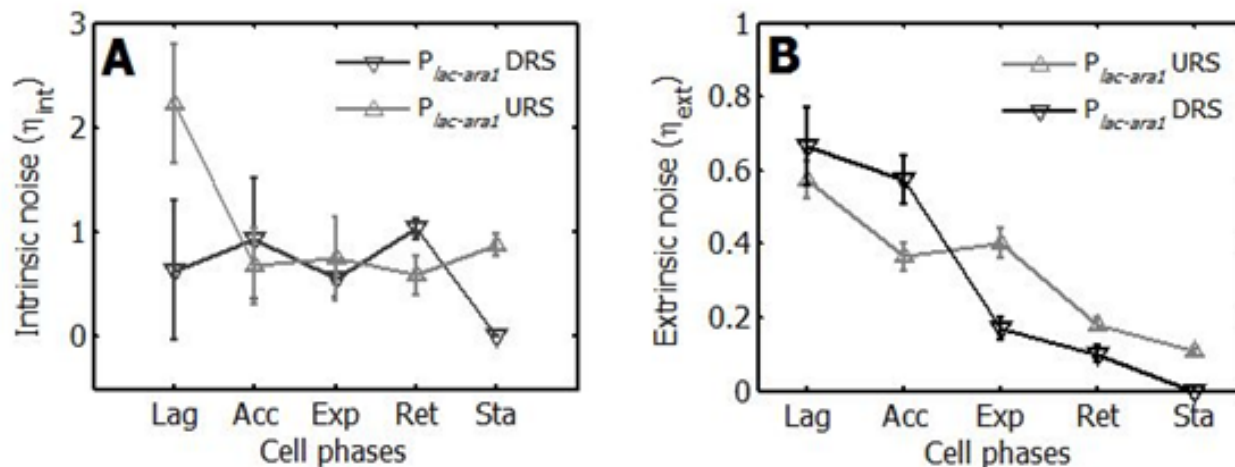 A
P lac-ara1 DRS
P lac-ara1 URS
Intrinsic noise (η int)
3
2
1
0
Lag Acc Exp Ret Sta
Cell phases
B
P lac-ara1 URS
P lac-ara1 DRS
Extrinsic noise (η ext)
1
0.8
0.6
0.4
0.2
0
Lag Acc Exp Ret Sta
Cell phases